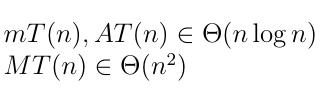 mT(n), AT(n) ∈ Θ(n log n)
MT(n) ∈ Θ(n²)